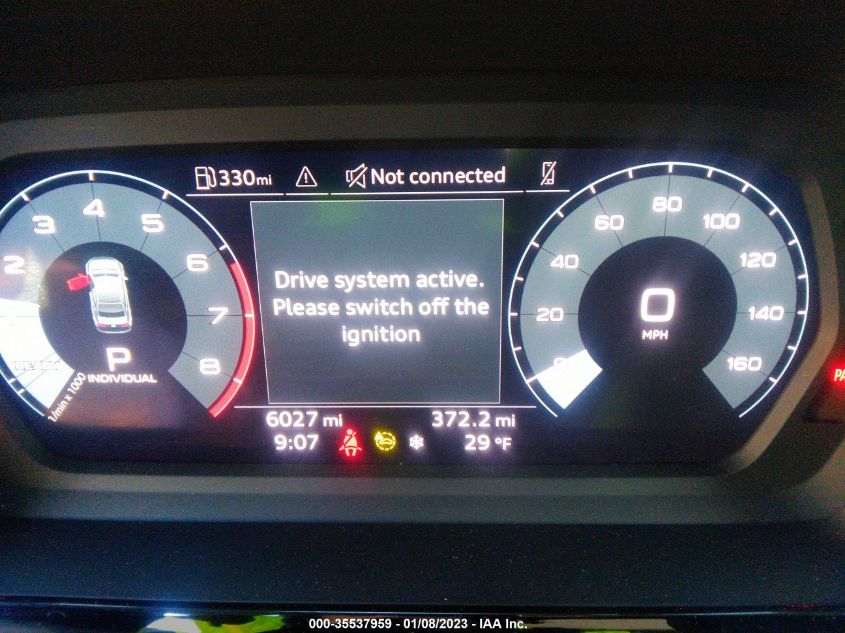 330mi
Not connected
2 3 4 5 6 7 8
1/min x 1000
P
INDIVIDUAL
Drive system active.
Please switch off the
ignition
0 20 40 60 80 100 120 140 160
0
MPH
6027 mi
372.2 mi
9:07
29 °F
PA
000-35537959 - 01/08/2023 - IAA Inc.